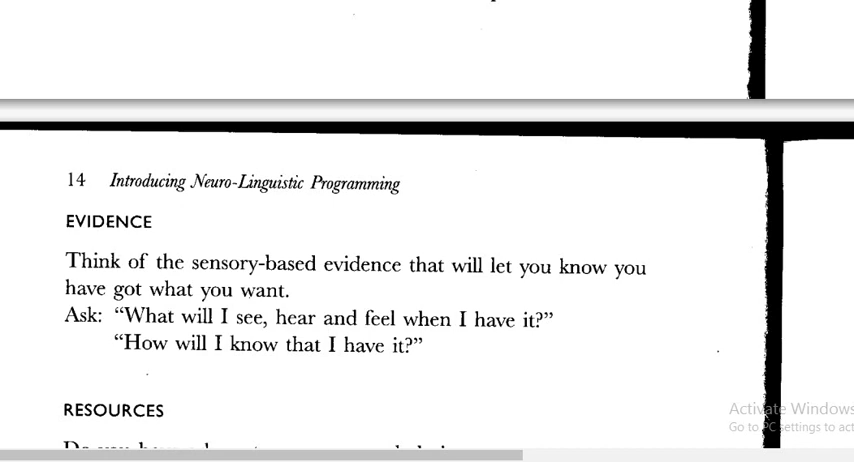 14 Introducing Neuro-Linguistic Programming
EVIDENCE
Think of the sensory-based evidence that will let you know you
have got what you want.
Ask: “What will I see, hear and feel when I have it?”
“How will I know that I have it?”
RESOURCES
Activate Windows
Go to PC settings to act